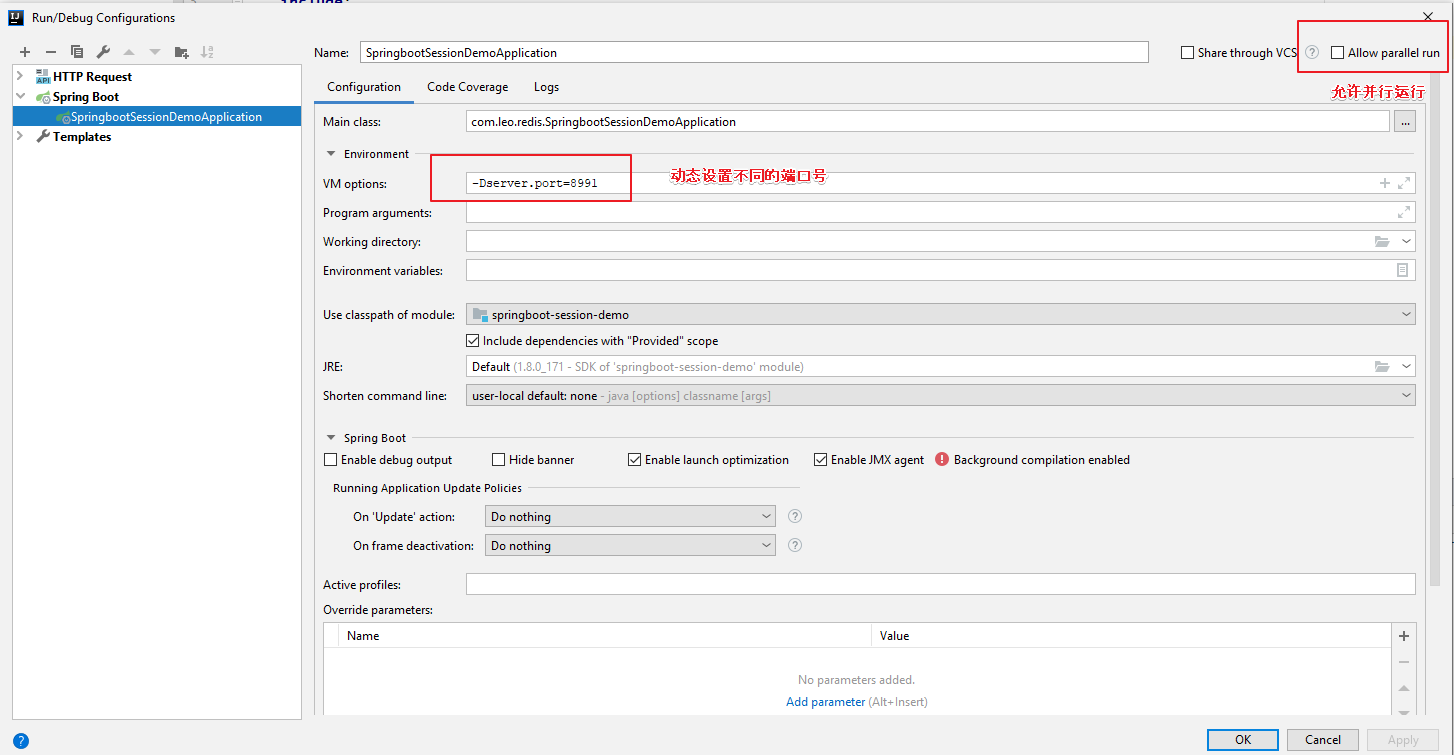 include:
Run/Debug Configurations
HTTP Request
Spring Boot
SpringbootSessionDemoApplication
Templates
Name: SpringbootSessionDemoApplication
Share through VCS
Allow parallel run
允许并行运行
Configuration Code Coverage Logs
Main class: com.leo.redis.SpringbootSessionDemoApplication ...
Environment
VM options: -Dserver.port=8991
动态设置不同的端口号
Program arguments:
Working directory:
Environment variables:
Use classpath of module: springboot-session-demo
Include dependencies with "Provided" scope
JRE: Default (1.8.0_171 - SDK of 'springboot-session-demo' module)
Shorten command line: user-local default: none - java [options] classname [args]
Spring Boot
Enable debug output Hide banner Enable launch optimization Enable JMX agent Background compilation enabled
Running Application Update Policies
On 'Update' action: Do nothing
On frame deactivation: Do nothing
Active profiles:
Override parameters:
Name Value
No parameters added.
Add parameter (Alt+Insert)
OK Cancel Apply